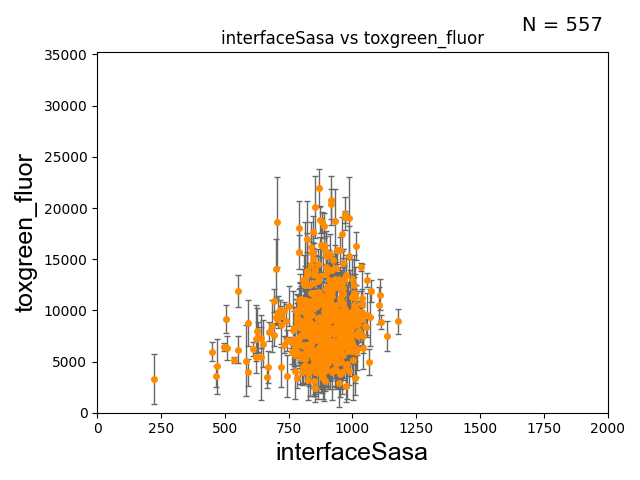 N = 557
interfaceSasa vs toxgreen_fluor
35000
30000
25000
20000
15000
10000
5000
0
toxgreen_fluor
0 250 500 750 1000 1250 1500 1750 2000
interfaceSasa